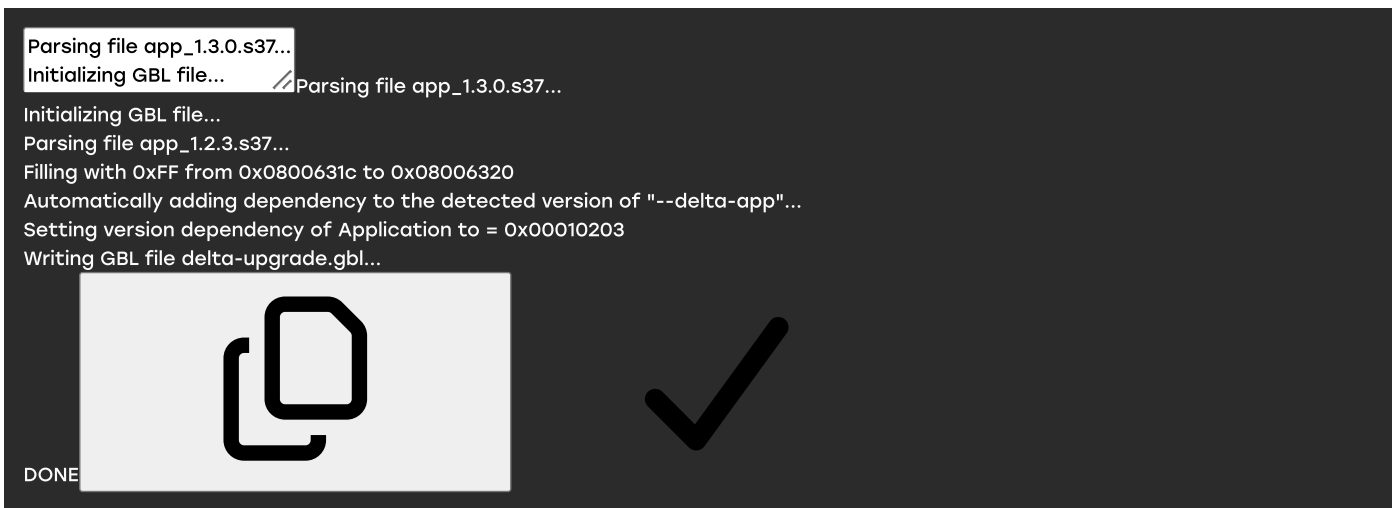 Parsing file app_1.3.0.s37...
Initializing GBL file...
Parsing file app_1.3.0.s37...
Initializing GBL file...
Parsing file app_1.2.3.s37...
Filling with 0xFF from 0x0800631c to 0x08006320
Automatically adding dependency to the detected version of "--delta-app"...
Setting version dependency of Application to = 0x00010203
Writing GBL file delta-upgrade.gbl...
DONE